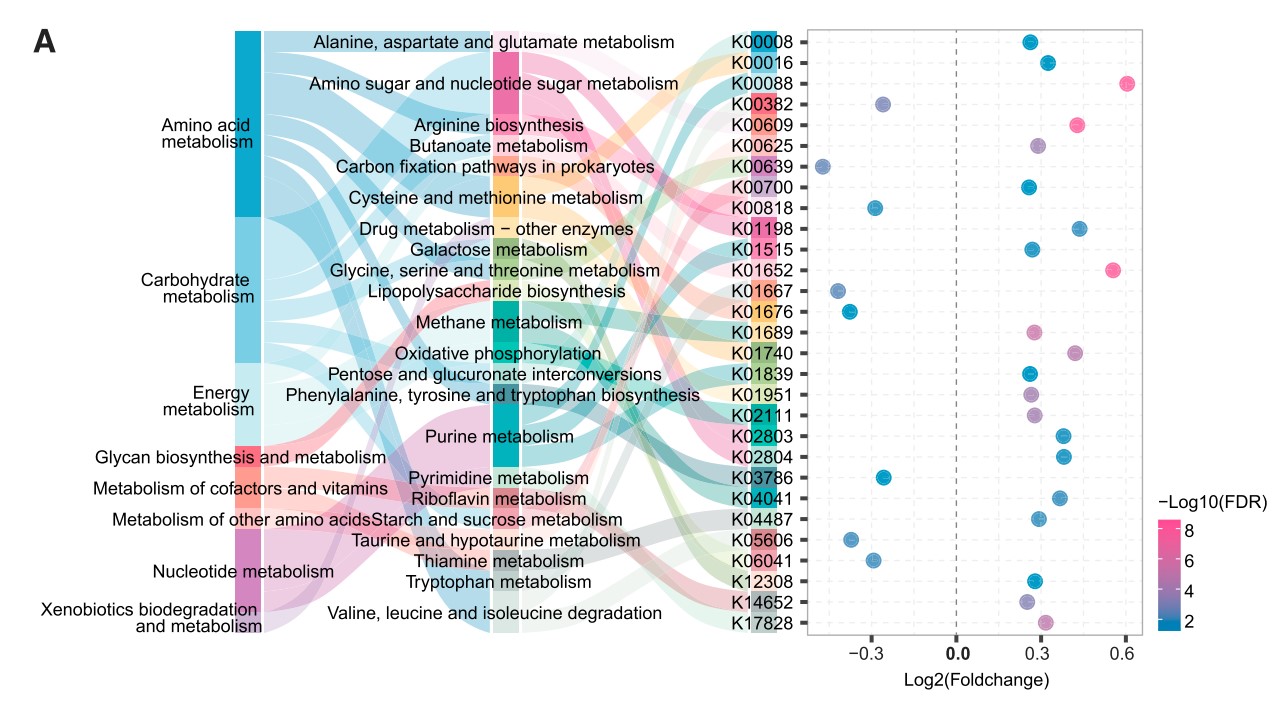 A
Amino acid
metabolism
Carbohydrate
metabolism
Energy
metabolism
Glycan biosynthesis and metabolism
Metabolism of cofactors and vitamins
Metabolism of other amino acids
Nucleotide metabolism
Xenobiotics biodegradation
and metabolism
Alanine, aspartate and glutamate metabolism
Amino sugar and nucleotide sugar metabolism
Arginine biosynthesis
Butanoate metabolism
Carbon fixation pathways in prokaryotes
Cysteine and methionine metabolism
Drug metabolism − other enzymes
Galactose metabolism
Glycine, serine and threonine metabolism
Lipopolysaccharide biosynthesis
Methane metabolism
Oxidative phosphorylation
Pentose and glucuronate interconversions
Phenylalanine, tyrosine and tryptophan biosynthesis
Purine metabolism
Pyrimidine metabolism
Riboflavin metabolism
Starch and sucrose metabolism
Taurine and hypotaurine metabolism
Thiamine metabolism
Tryptophan metabolism
Valine, leucine and isoleucine degradation
K00008
K00016
K00088
K00382
K00609
K00625
K00639
K00700
K00818
K01198
K01515
K01652
K01667
K01676
K01689
K01740
K01839
K01951
K02111
K02803
K02804
K03786
K04041
K04487
K05606
K06041
K12308
K14652
K17828
−0.3
0.0
0.3
0.6
Log2(Foldchange)
−Log10(FDR)
8
6
4
2